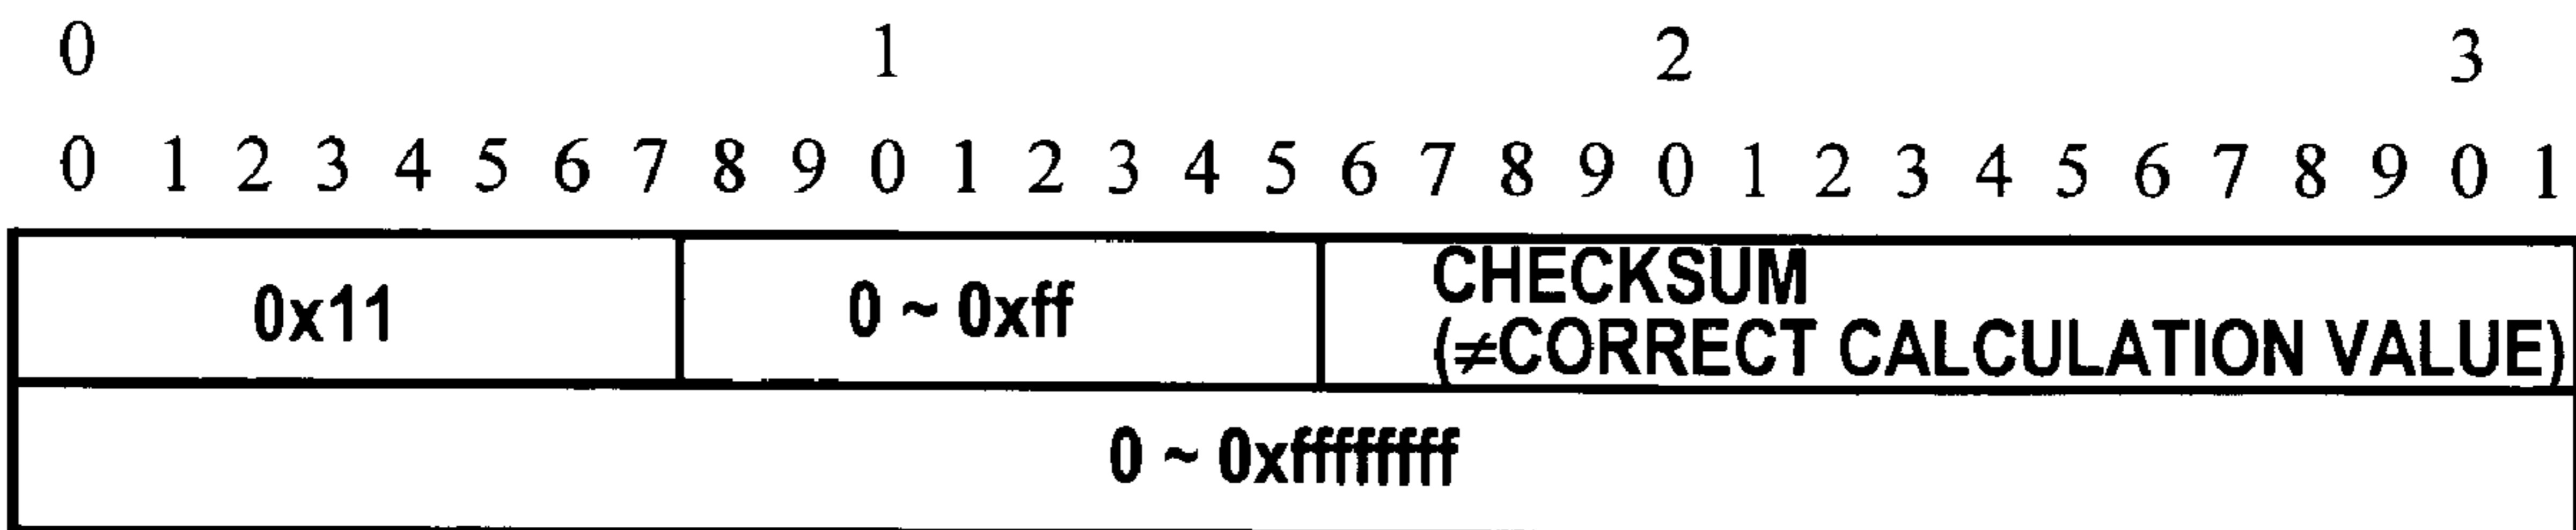 0 1 2 3
0 1 2 3 4 5 6 7 8 9 0 1 2 3 4 5 6 7 8 9 0 1 2 3 4 5 6 7 8 9 0 1
0x11 0 ~ 0xff CHECKSUM
(≠CORRECT CALCULATION VALUE)
0 ~ 0xffffffff